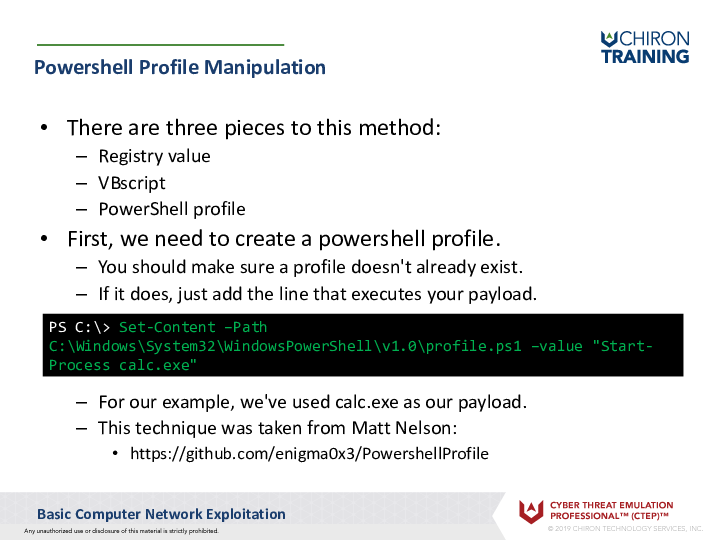 CHIRON
TRAINING
Powershell Profile Manipulation
• There are three pieces to this method:
– Registry value
– VBscript
– PowerShell profile
• First, we need to create a powershell profile.
– You should make sure a profile doesn't already exist.
– If it does, just add the line that executes your payload.
PS C:\> Set-Content –Path
C:\Windows\System32\WindowsPowerShell\v1.0\profile.ps1 –value "Start-
Process calc.exe"
– For our example, we've used calc.exe as our payload.
– This technique was taken from Matt Nelson:
• https://github.com/enigma0x3/PowershellProfile
Basic Computer Network Exploitation
CYBER THREAT EMULATION
PROFESSIONAL™ (CTEP)™
Any unauthorized use or disclosure of this material is strictly prohibited.
© 2019 CHIRON TECHNOLOGY SERVICES, INC.